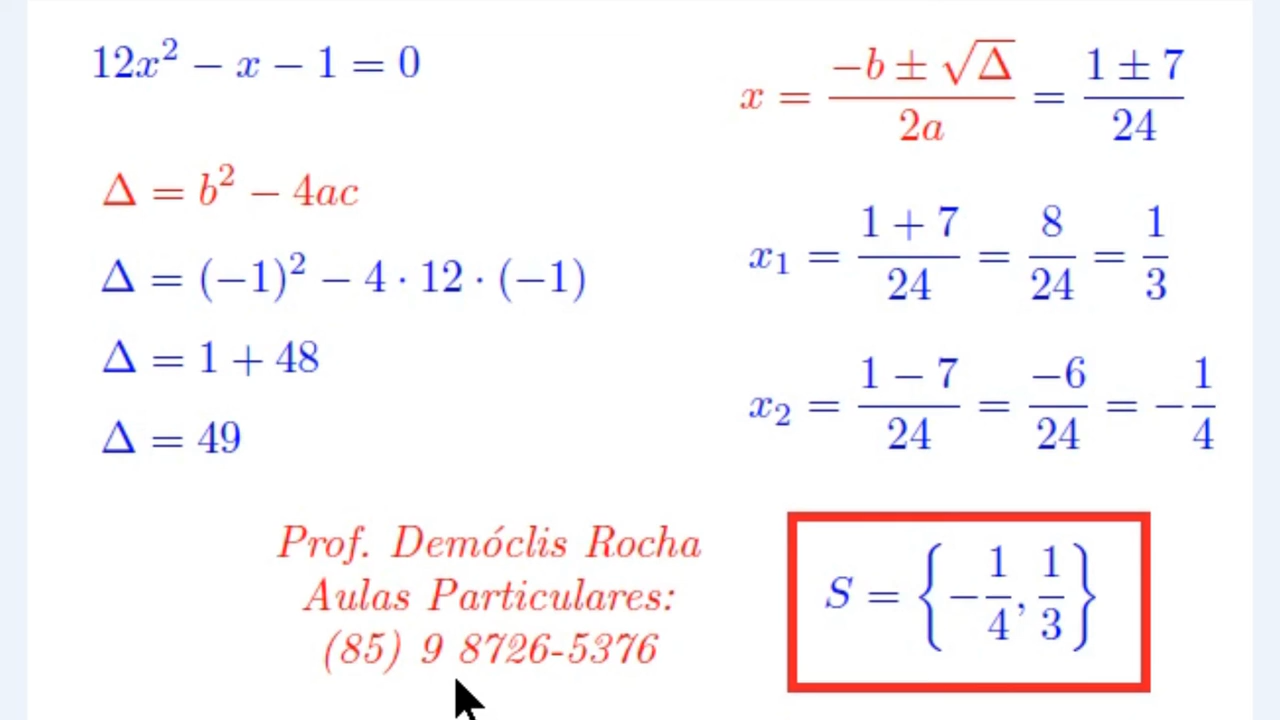 12x² − x − 1 = 0
Δ = b² − 4ac
Δ = (−1)² − 4 · 12 · (−1)
Δ = 1 + 48
Δ = 49
x = (−b ± √Δ)/(2a) = (1 ± 7)/24
x₁ = (1 + 7)/24 = 8/24 = 1/3
x₂ = (1 − 7)/24 = −6/24 = −1/4
Prof. Demóclis Rocha
Aulas Particulares:
(85) 9 8726-5376
S = {−1/4, 1/3}